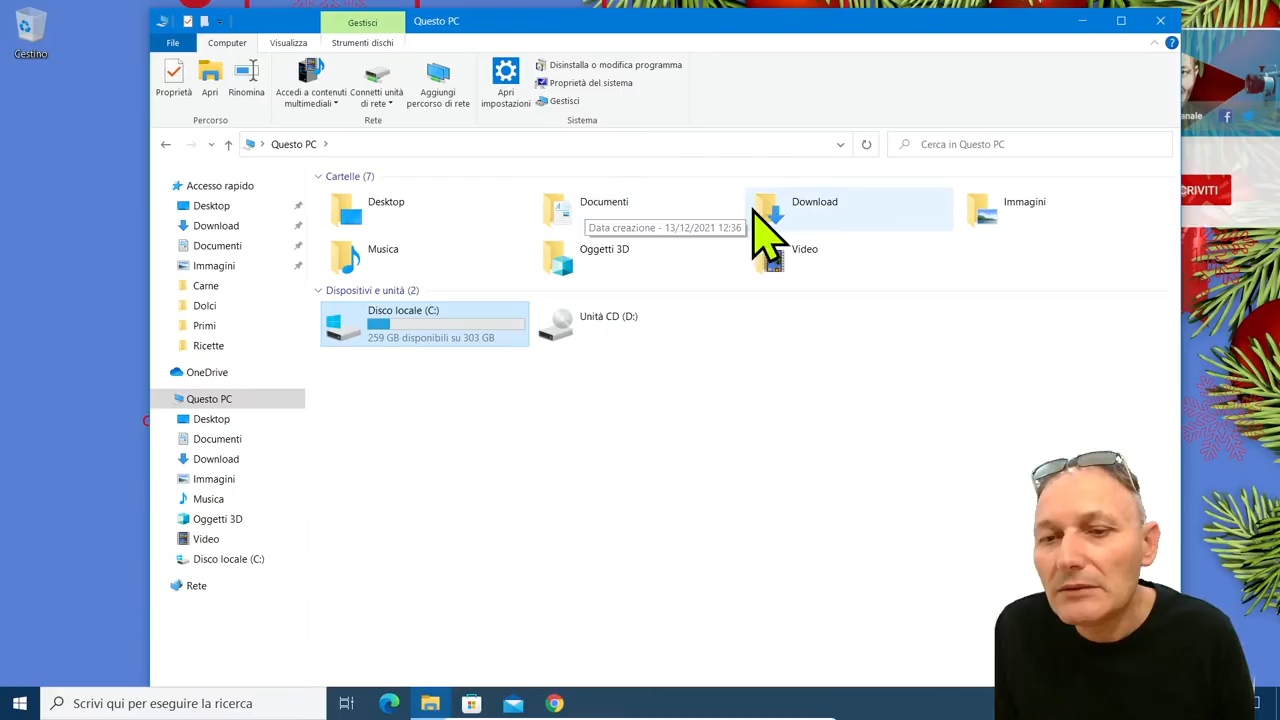 Cestino
Gestisci
Questo PC
File
Computer
Visualizza
Strumenti dischi
Proprietà
Apri
Rinomina
Percorso
Accedi a contenuti
multimediali
Connetti unità
di rete
Aggiungi
percorso di rete
Rete
Apri
impostazioni
Disinstalla o modifica programma
Proprietà del sistema
Gestisci
Sistema
Questo PC
Cerca in Questo PC
Accesso rapido
Desktop
Download
Documenti
Immagini
Carne
Dolci
Primi
Ricette
OneDrive
Questo PC
Desktop
Documenti
Download
Immagini
Musica
Oggetti 3D
Video
Disco locale (C:)
Rete
Cartelle (7)
Desktop
Documenti
Download
Immagini
Data creazione - 13/12/2021 12:36
Musica
Oggetti 3D
Video
Dispositivi e unità (2)
Disco locale (C:)
259 GB disponibili su 303 GB
Unità CD (D:)
Scrivi qui per eseguire la ricerca